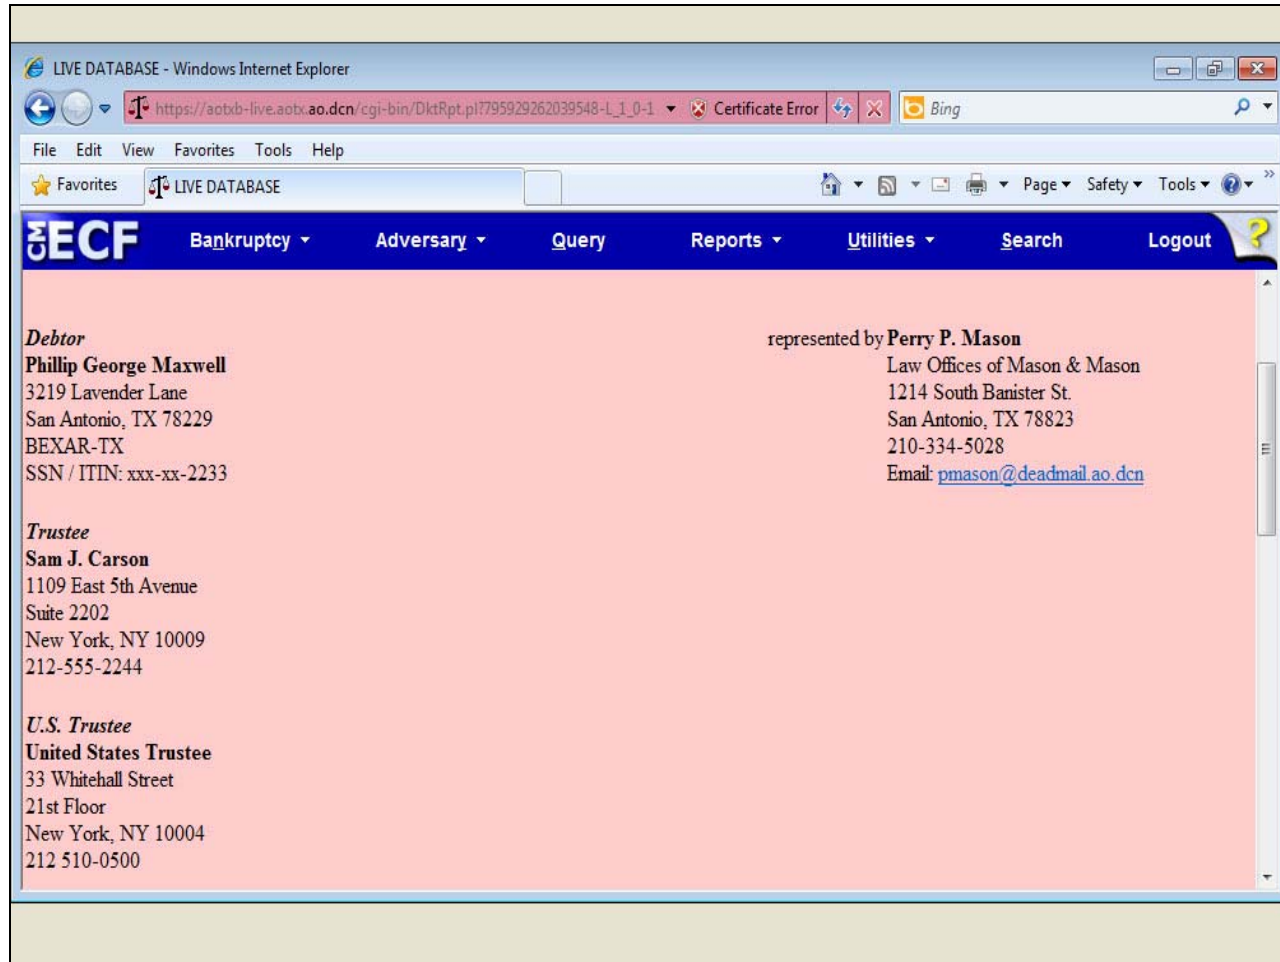 LIVE DATABASE - Windows Internet Explorer
https://aotxb-live.aotx.ao.dcn/cgi-bin/DktRpt.pl?795929262039548-L_1_0-1 Certificate Error Bing
File Edit View Favorites Tools Help
Favorites LIVE DATABASE Page Safety Tools »
CM ECF Bankruptcy Adversary Query Reports Utilities Search Logout ?
Debtor represented by Perry P. Mason
Phillip George Maxwell Law Offices of Mason & Mason
3219 Lavender Lane 1214 South Banister St.
San Antonio, TX 78229 San Antonio, TX 78823
BEXAR-TX 210-334-5028
SSN / ITIN: xxx-xx-2233 Email: pmason@deadmail.ao.dcn
Trustee
Sam J. Carson
1109 East 5th Avenue
Suite 2202
New York, NY 10009
212-555-2244
U.S. Trustee
United States Trustee
33 Whitehall Street
21st Floor
New York, NY 10004
212 510-0500